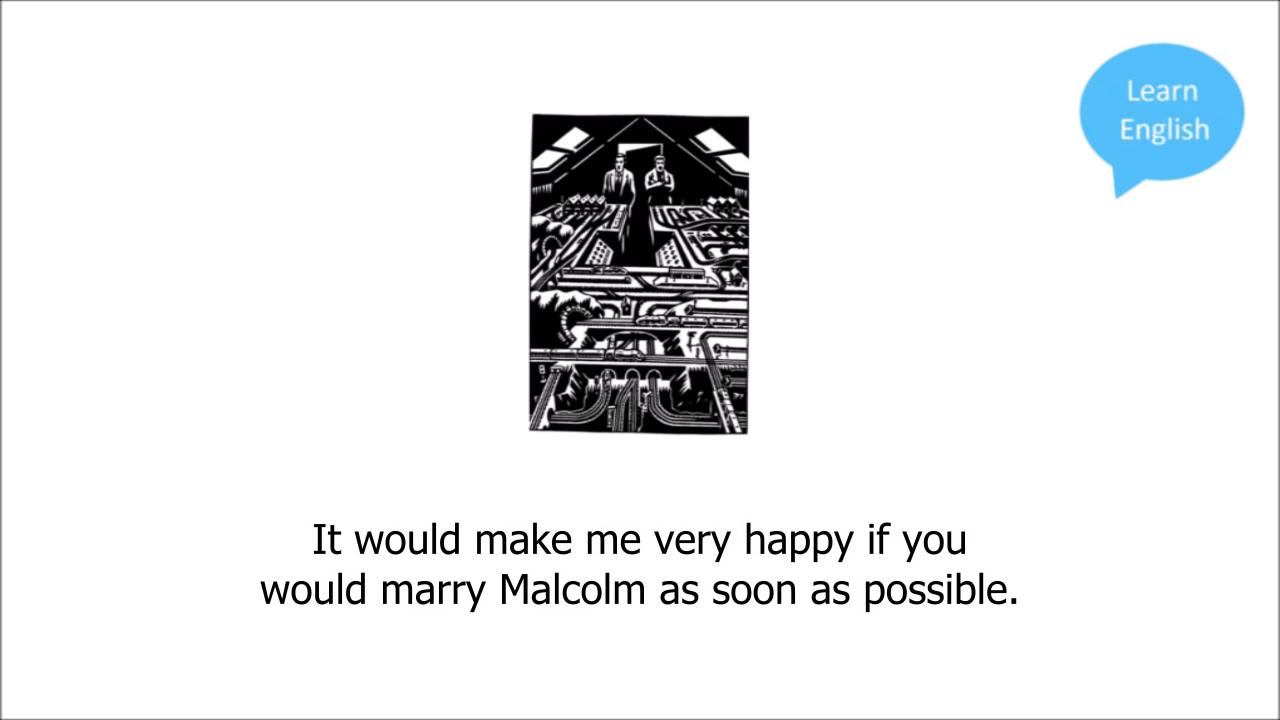 Learn
English
It would make me very happy if you
would marry Malcolm as soon as possible.